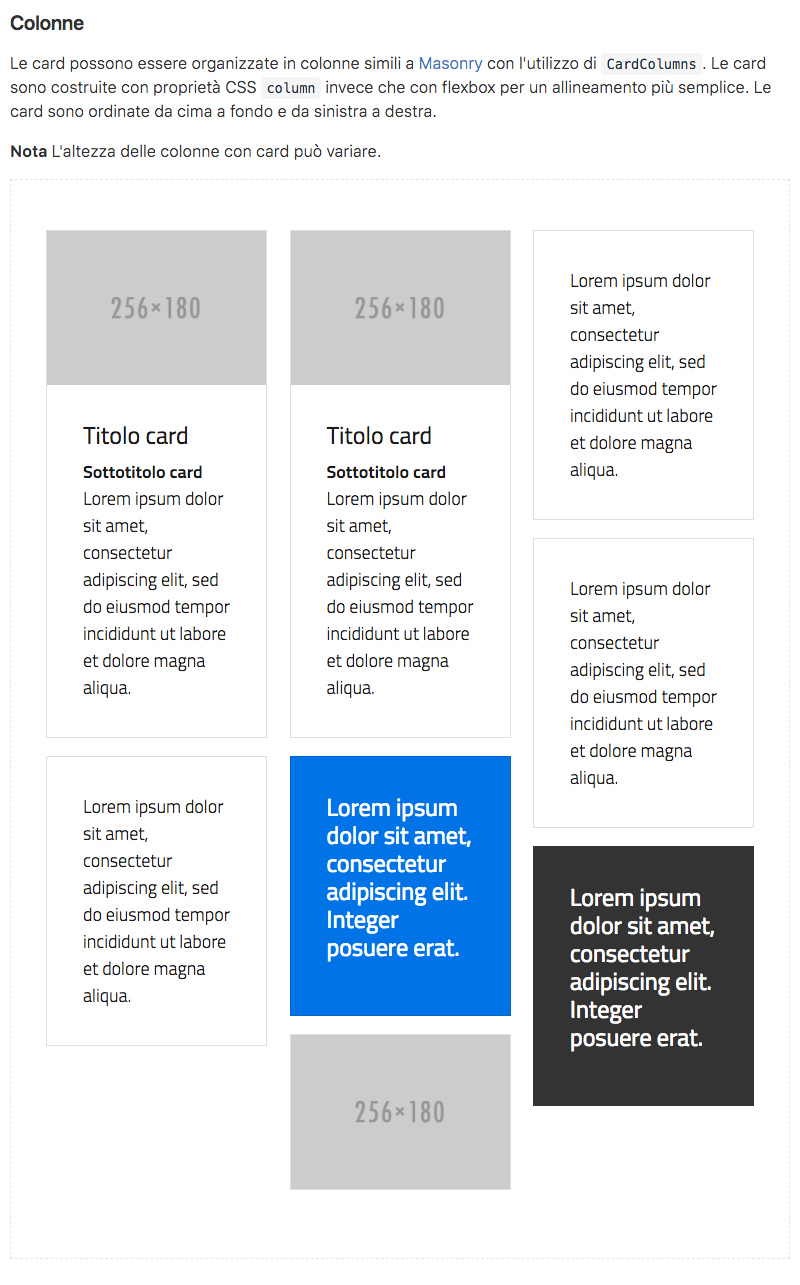 Colonne
Le card possono essere organizzate in colonne simili a Masonry con l'utilizzo di CardColumns. Le card
sono costruite con proprietà CSS column invece che con flexbox per un allineamento più semplice. Le
card sono ordinate da cima a fondo e da sinistra a destra.
Nota L'altezza delle colonne con card può variare.
256×180
Titolo card
Sottotitolo card
Lorem ipsum dolor
sit amet,
consectetur
adipiscing elit, sed
do eiusmod tempor
incididunt ut labore
et dolore magna
aliqua.
Lorem ipsum dolor
sit amet,
consectetur
adipiscing elit, sed
do eiusmod tempor
incididunt ut labore
et dolore magna
aliqua.
256×180
Titolo card
Sottotitolo card
Lorem ipsum dolor
sit amet,
consectetur
adipiscing elit, sed
do eiusmod tempor
incididunt ut labore
et dolore magna
aliqua.
Lorem ipsum
dolor sit amet,
consectetur
adipiscing elit.
Integer
posuere erat.
256×180
Lorem ipsum dolor
sit amet,
consectetur
adipiscing elit, sed
do eiusmod tempor
incididunt ut labore
et dolore magna
aliqua.
Lorem ipsum dolor
sit amet,
consectetur
adipiscing elit, sed
do eiusmod tempor
incididunt ut labore
et dolore magna
aliqua.
Lorem ipsum
dolor sit amet,
consectetur
adipiscing elit.
Integer
posuere erat.